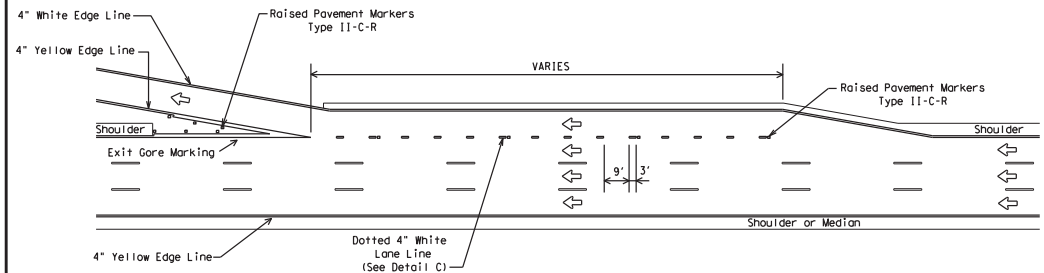 4" White Edge Line
Raised Pavement Markers
Type II-C-R
4" Yellow Edge Line
VARIES
Raised Pavement Markers
Type II-C-R
Shoulder
Shoulder
Exit Gore Marking
9'
3'
Shoulder or Median
Dotted 4" White
Lane Line
(See Detail C)
4" Yellow Edge Line